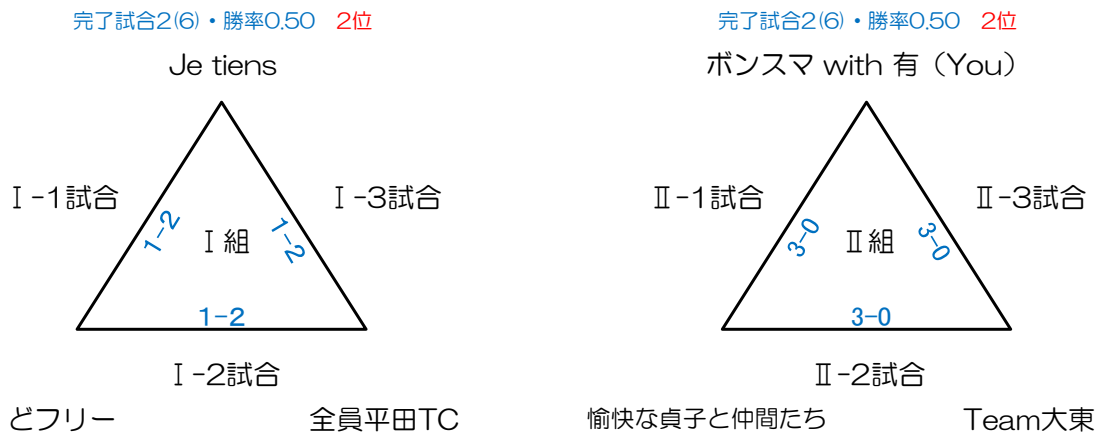 完了試合2(6)・勝率0.50 2位
Je tiens
Ⅰ-1試合
Ⅰ-3試合
1-2
Ⅰ組
1-2
1-2
Ⅰ-2試合
どフリー
全員平田TC
完了試合2(6)・勝率0.50 2位
ボンスマ with 有（You）
Ⅱ-1試合
Ⅱ-3試合
3-0
Ⅱ組
3-0
3-0
Ⅱ-2試合
愉快な貞子と仲間たち
Team大東